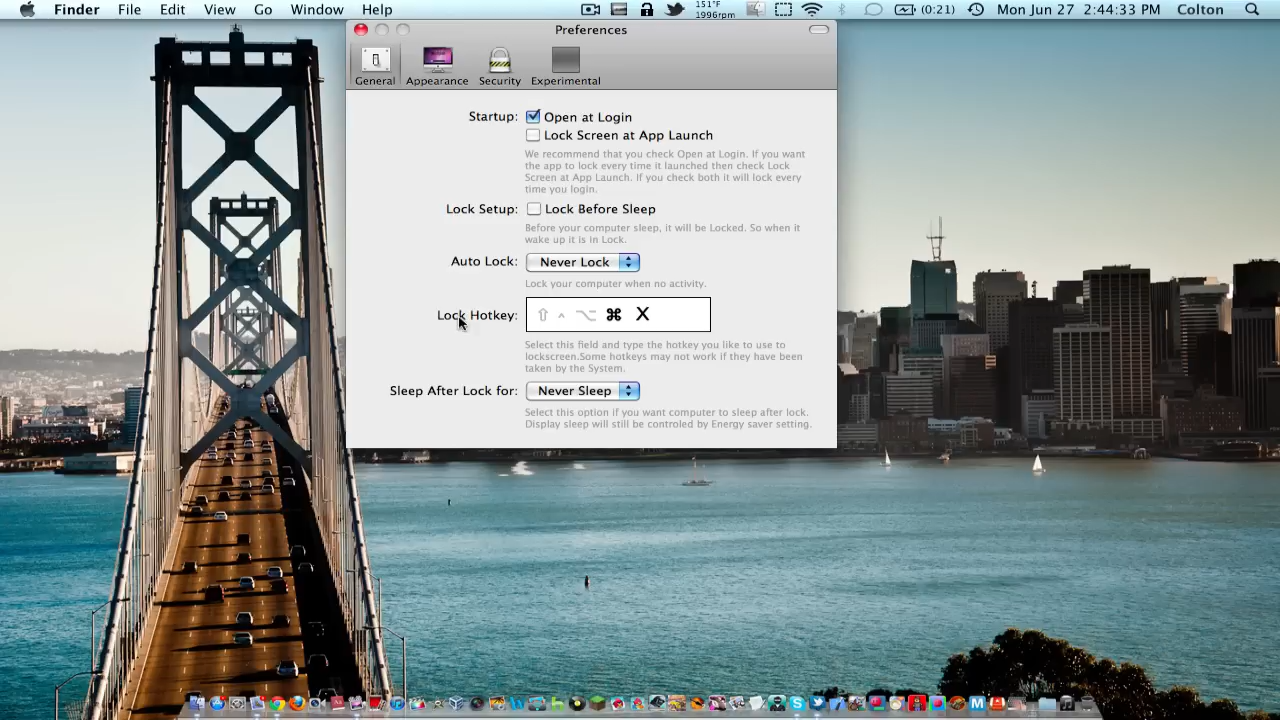 Finder File Edit View Go Window Help 151°F 1996rpm (0:21) Mon Jun 27 2:44:33 PM Colton
Preferences
General Appearance Security Experimental
Startup: Open at Login
Lock Screen at App Launch
We recommend that you check Open at Login. If you want
the app to lock every time it launched then check Lock
Screen at App Launch. If you check both it will lock every
time you login.
Lock Setup: Lock Before Sleep
Before your computer sleep, it will be Locked. So when it
wake up it is in Lock.
Auto Lock: Never Lock
Lock your computer when no activity.
Lock Hotkey: ⇧ ^ ⌥ ⌘ X
Select this field and type the hotkey you like to use to
lockscreen.Some hotkeys may not work if they have been
taken by the System.
Sleep After Lock for: Never Sleep
Select this option if you want computer to sleep after lock.
Display sleep will still be controled by Energy saver setting.